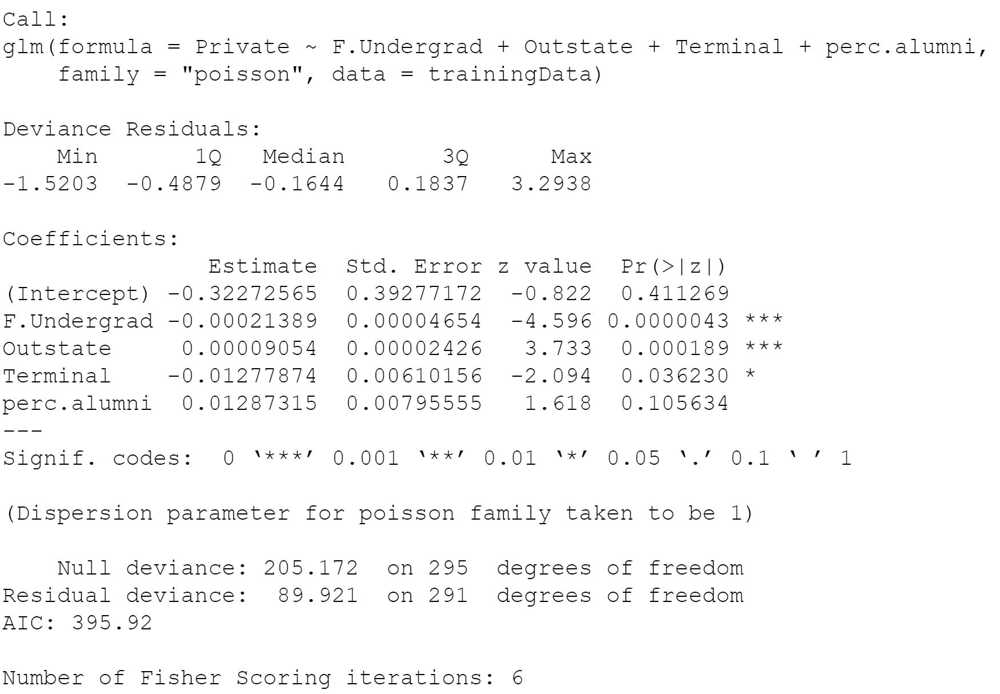 Call:
glm(formula = Private ~ F.Undergrad + Outstate + Terminal + perc.alumni,
    family = "poisson", data = trainingData)

Deviance Residuals:
    Min       1Q   Median       3Q      Max
-1.5203  -0.4879  -0.1644   0.1837   3.2938

Coefficients:
               Estimate  Std. Error z value  Pr(>|z|)
(Intercept) -0.32272565  0.39277172  -0.822  0.411269
F.Undergrad -0.00021389  0.00004654  -4.596 0.0000043 ***
Outstate     0.00009054  0.00002426   3.733  0.000189 ***
Terminal    -0.01277874  0.00610156  -2.094  0.036230 *
perc.alumni  0.01287315  0.00795555   1.618  0.105634
---
Signif. codes:  0 ‘***’ 0.001 ‘**’ 0.01 ‘*’ 0.05 ‘.’ 0.1 ‘ ’ 1

(Dispersion parameter for poisson family taken to be 1)

    Null deviance: 205.172  on 295  degrees of freedom
Residual deviance:  89.921  on 291  degrees of freedom
AIC: 395.92

Number of Fisher Scoring iterations: 6